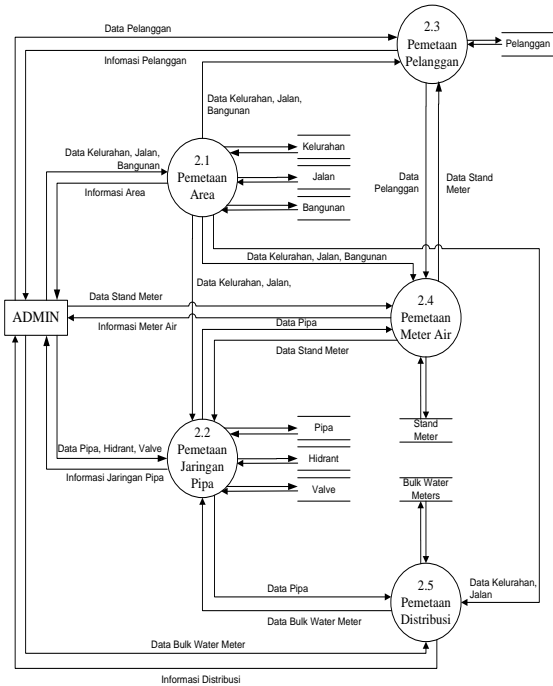 Data Pelanggan
Infomasi Pelanggan
2.3
Pemetaan
Pelanggan
Pelanggan
Data Kelurahan, Jalan,
Bangunan
Data Kelurahan, Jalan,
Bangunan
Informasi Area
2.1
Pemetaan
Area
Kelurahan
Jalan
Bangunan
Data
Pelanggan
Data Stand
Meter
Data Kelurahan, Jalan, Bangunan
Data Kelurahan, Jalan,
ADMIN
Data Stand Meter
Informasi Meter Air
Data Pipa
Data Stand Meter
2.4
Pemetaan
Meter Air
Stand
Meter
Data Pipa, Hidrant, Valve
Informasi Jaringan Pipa
2.2
Pemetaan
Jaringan
Pipa
Pipa
Hidrant
Valve
Bulk Water
Meters
Data Pipa
Data Bulk Water Meter
2.5
Pemetaan
Distribusi
Data Kelurahan,
Jalan
Data Bulk Water Meter
Informasi Distribusi